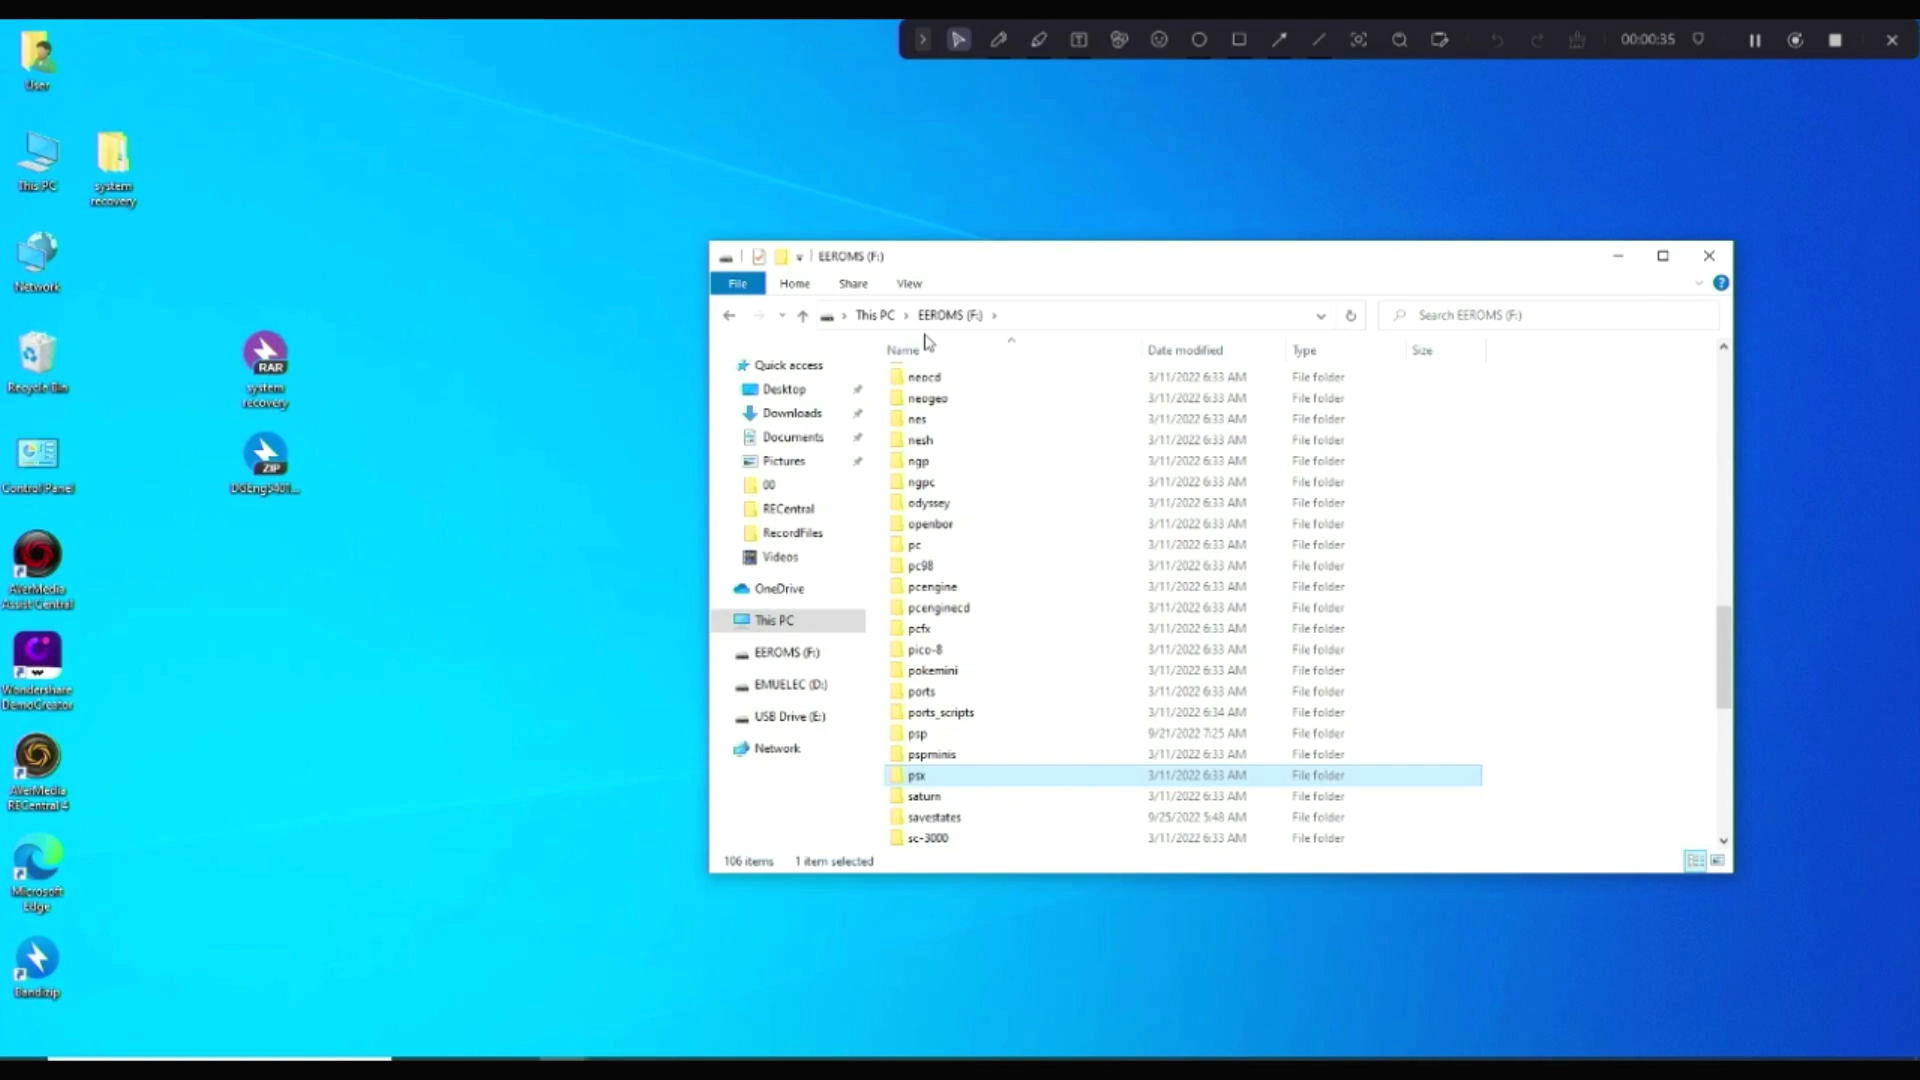 00:00:35
User
This PC
system
recovery
Network
Recycle Bin
RAR
system
recovery
Control Panel
ZIP
DGEng5401...
AVerMedia
Assist Central
Wondershare
DemoCreator
AVerMedia
RECentral 4
Microsoft
Edge
Bandizip
EEROMS (F:)
File Home Share View
This PC > EEROMS (F:) >
Search EEROMS (F:)
Name Date modified Type Size
Quick access
Desktop
Downloads
Documents
Pictures
00
RECentral
RecordFiles
Videos
OneDrive
This PC
EEROMS (F:)
EMUELEC (D:)
USB Drive (E:)
Network
neocd 3/11/2022 6:33 AM File folder
neogeo 3/11/2022 6:33 AM File folder
nes 3/11/2022 6:33 AM File folder
nesh 3/11/2022 6:33 AM File folder
ngp 3/11/2022 6:33 AM File folder
ngpc 3/11/2022 6:33 AM File folder
odyssey 3/11/2022 6:33 AM File folder
openbor 3/11/2022 6:33 AM File folder
pc 3/11/2022 6:33 AM File folder
pc98 3/11/2022 6:33 AM File folder
pcengine 3/11/2022 6:33 AM File folder
pcenginecd 3/11/2022 6:33 AM File folder
pcfx 3/11/2022 6:33 AM File folder
pico-8 3/11/2022 6:33 AM File folder
pokemini 3/11/2022 6:33 AM File folder
ports 3/11/2022 6:33 AM File folder
ports_scripts 3/11/2022 6:34 AM File folder
psp 9/21/2022 7:25 AM File folder
pspminis 3/11/2022 6:33 AM File folder
psx 3/11/2022 6:33 AM File folder
saturn 3/11/2022 6:33 AM File folder
savestates 9/25/2022 5:48 AM File folder
sc-3000 3/11/2022 6:33 AM File folder
106 items 1 item selected